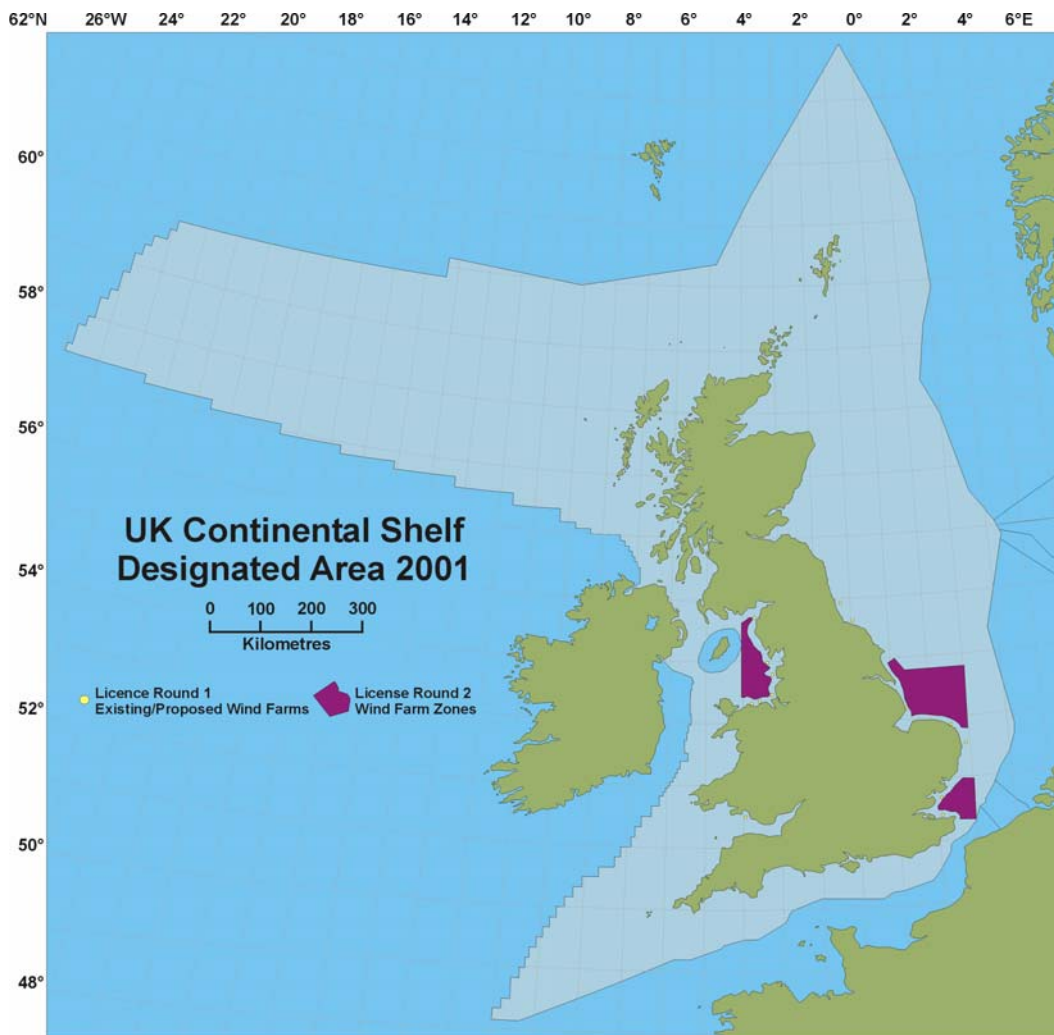 62°N 26°W 24° 22° 20° 18° 16° 14° 12° 10° 8° 6° 4° 2° 0° 2° 4° 6°E
60°
58°
56°
54°
52°
50°
48°
UK Continental Shelf
Designated Area 2001
0 100 200 300
Kilometres
Licence Round 1
Existing/Proposed Wind Farms
License Round 2
Wind Farm Zones